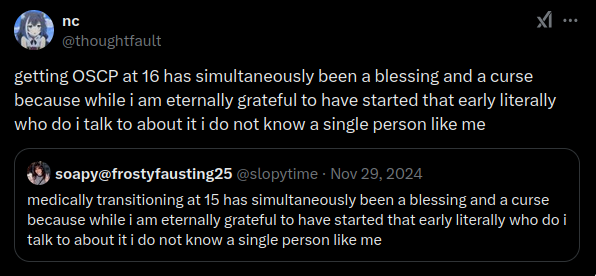 nc
@thoughtfault
getting OSCP at 16 has simultaneously been a blessing and a curse
because while i am eternally grateful to have started that early literally
who do i talk to about it i do not know a single person like me
soapy@frostyfausting25 @slopytime · Nov 29, 2024
medically transitioning at 15 has simultaneously been a blessing and a curse
because while i am eternally grateful to have started that early literally who do i
talk to about it i do not know a single person like me